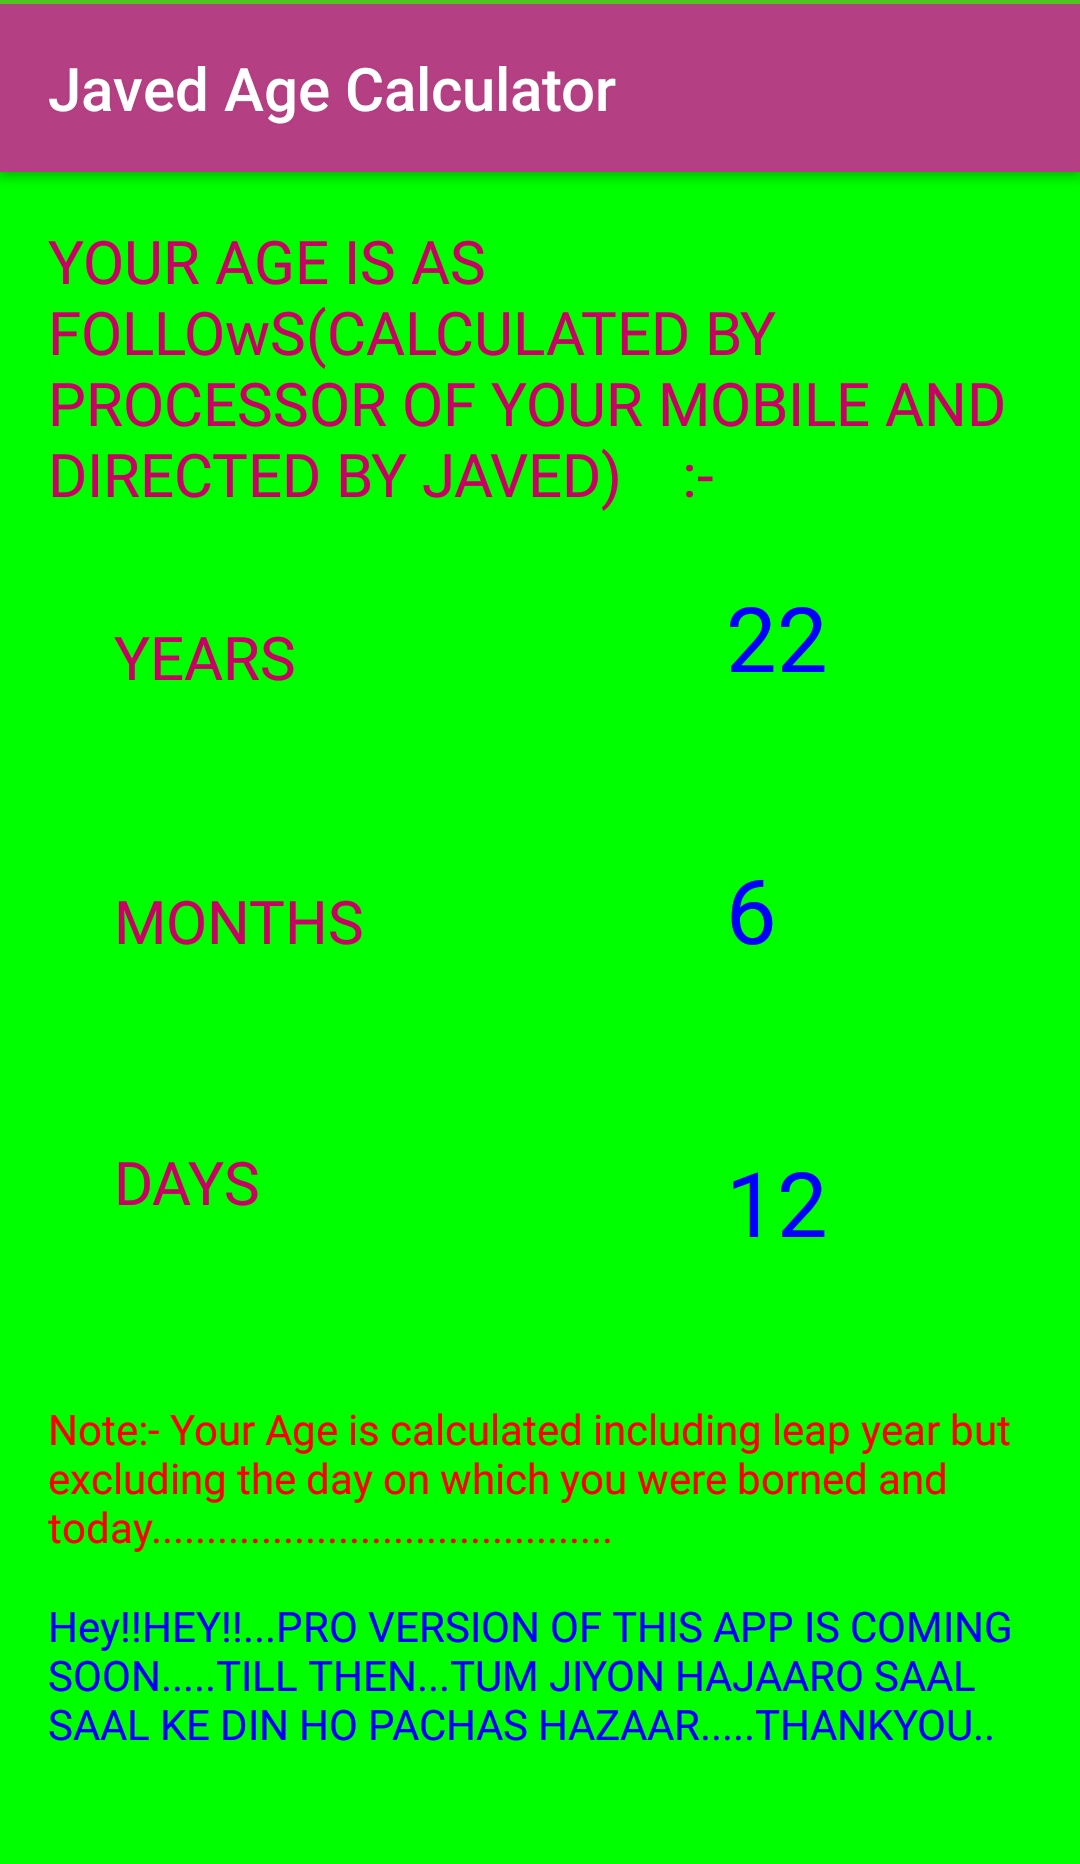 Javed Age Calculator
YOUR AGE IS AS
FOLLOwS(CALCULATED BY
PROCESSOR OF YOUR MOBILE AND
DIRECTED BY JAVED)    :-
YEARS 22
MONTHS 6
DAYS 12
Note:- Your Age is calculated including leap year but
excluding the day on which you were borned and
today..........................................
Hey!!HEY!!...PRO VERSION OF THIS APP IS COMING
SOON.....TILL THEN...TUM JIYON HAJAARO SAAL
SAAL KE DIN HO PACHAS HAZAAR.....THANKYOU..